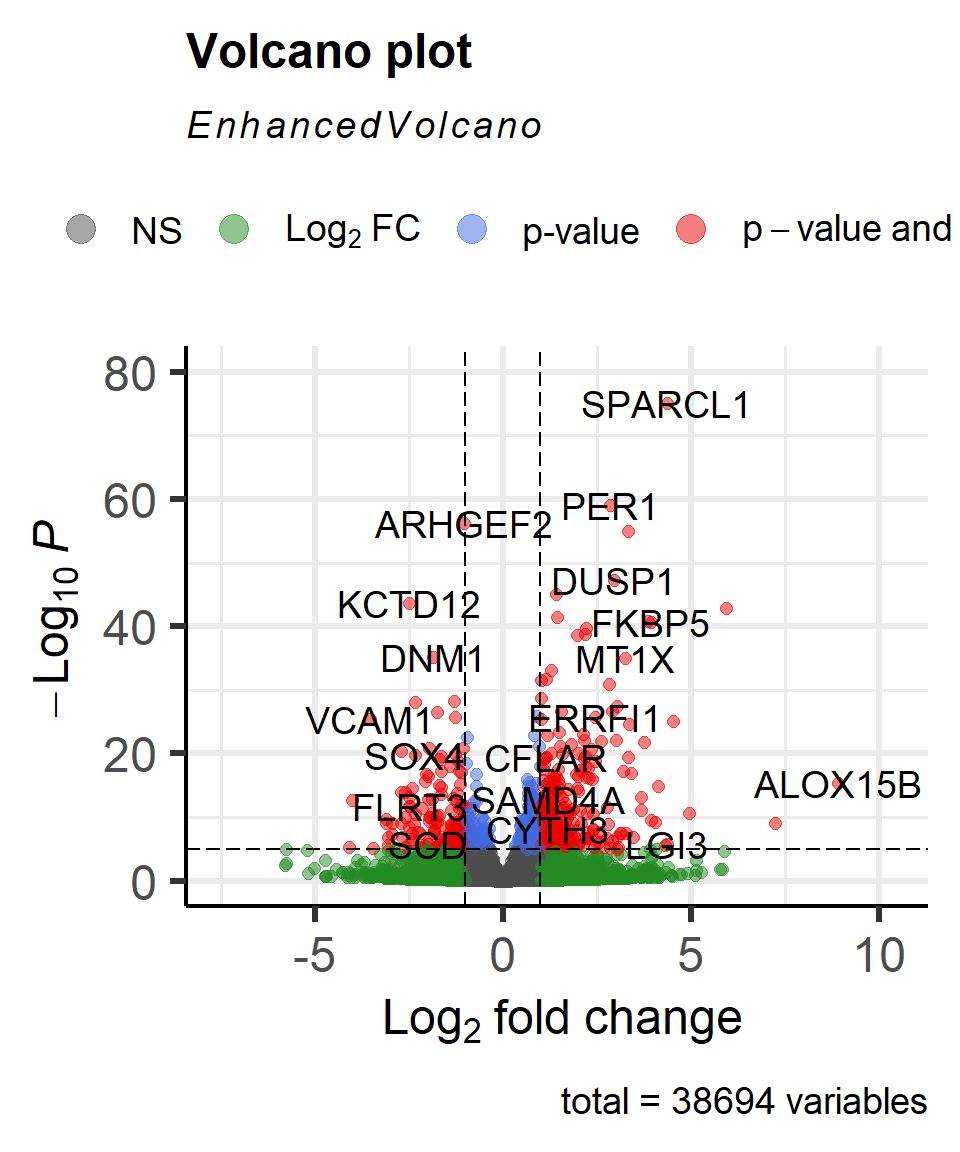 Volcano plot
EnhancedVolcano
NS Log₂ FC p-value p – value and
80
60
40
20
0
−Log₁₀ P
SPARCL1
PER1
ARHGEF2
DUSP1
KCTD12
FKBP5
DNM1
MT1X
VCAM1
ERRFI1
SOX4
CFLAR
ALOX15B
FLRT3
SAMD4A
CYTH3
LGI3
-5 0 5 10
Log₂ fold change
total = 38694 variables